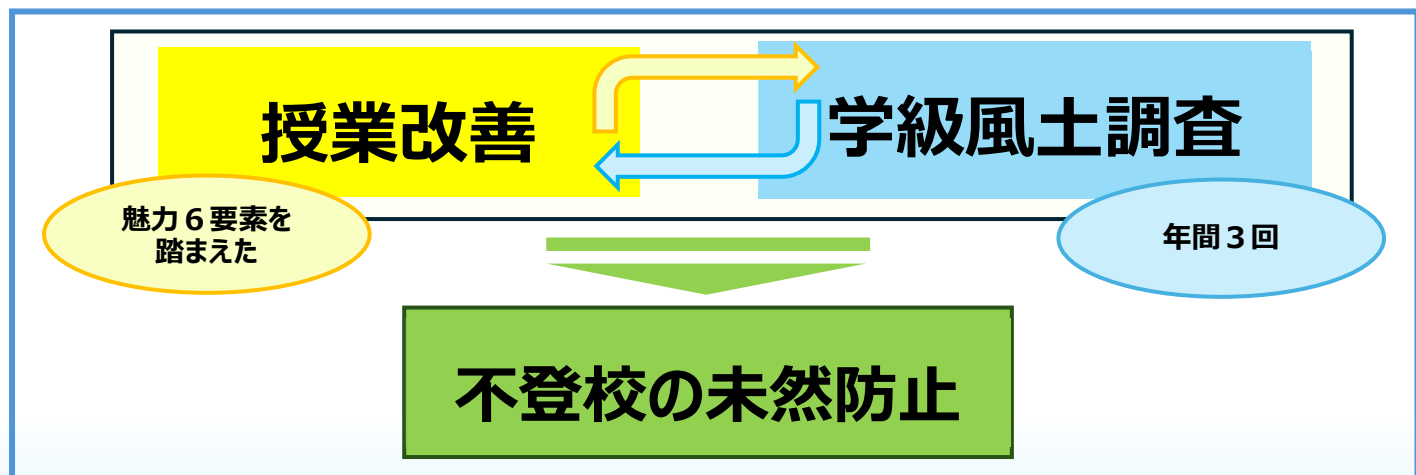 授業改善
学級風土調査
魅力６要素を
踏まえた
年間３回
不登校の未然防止